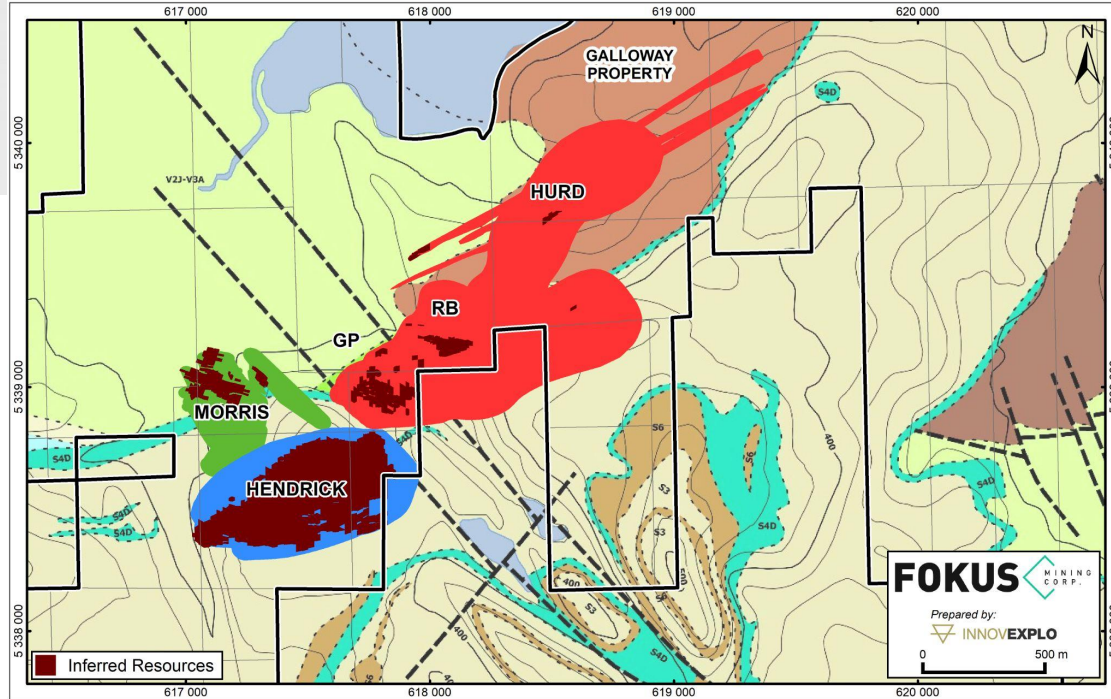 617 000
618 000
619 000
620 000
N
GALLOWAY
PROPERTY
S4D
5 340 000
V2J-V3A
HURD
RB
GP
5 339 000
MORRIS
S4D
S4D
S6
S6
400
HENDRICK
S3
S4D
S3
S4D
S4D
S4D
500
400
S3
400
S4D
S6
5 338 000
Inferred Resources
FOKUS MINING
CORP.
Prepared by:
INNOVEXPLO
0 500 m
617 000
618 000
619 000
620 000